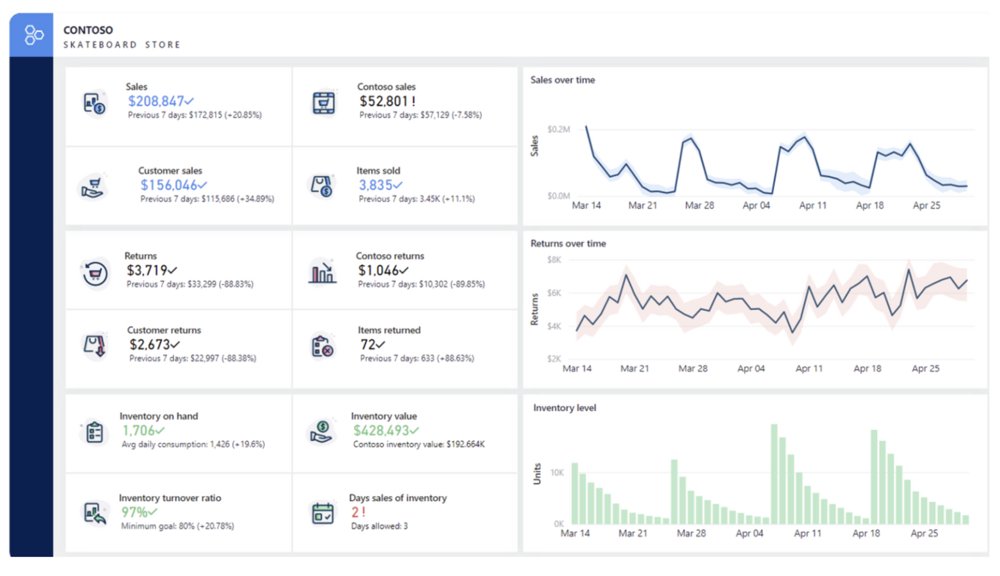 CONTOSO
SKATEBOARD STORE
Sales
$208,847✓
Previous 7 days: $172,815 (+20.85%)
Contoso sales
$52,801 !
Previous 7 days: $57,129 (-7.58%)
Customer sales
$156,046✓
Previous 7 days: $115,686 (+34.89%)
Items sold
3,835✓
Previous 7 days: 3.45K (+11.1%)
Returns
$3,719✓
Previous 7 days: $33,299 (-88.83%)
Contoso returns
$1,046✓
Previous 7 days: $10,302 (-89.85%)
Customer returns
$2,673✓
Previous 7 days: $22,997 (-88.38%)
Items returned
72✓
Previous 7 days: 633 (+88.63%)
Inventory on hand
1,706✓
Avg daily consumption: 1,426 (+19.6%)
Inventory value
$428,493✓
Contoso inventory value: $192.664K
Inventory turnover ratio
97%✓
Minimum goal: 80% (+20.78%)
Days sales of inventory
2 !
Days allowed: 3
Sales over time
Sales
$0.2M
$0.0M
Mar 14 Mar 21 Mar 28 Apr 04 Apr 11 Apr 18 Apr 25
Returns over time
Returns
$8K
$6K
$4K
$2K
Mar 14 Mar 21 Mar 28 Apr 04 Apr 11 Apr 18 Apr 25
Inventory level
Units
10K
0K
Mar 14 Mar 21 Mar 28 Apr 04 Apr 11 Apr 18 Apr 25